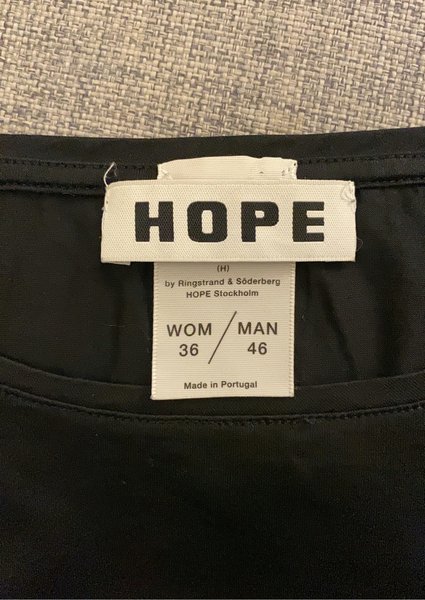 HOPE
(H)
by Ringstrand & Söderberg
HOPE Stockholm
WOM / MAN
36 46
Made in Portugal